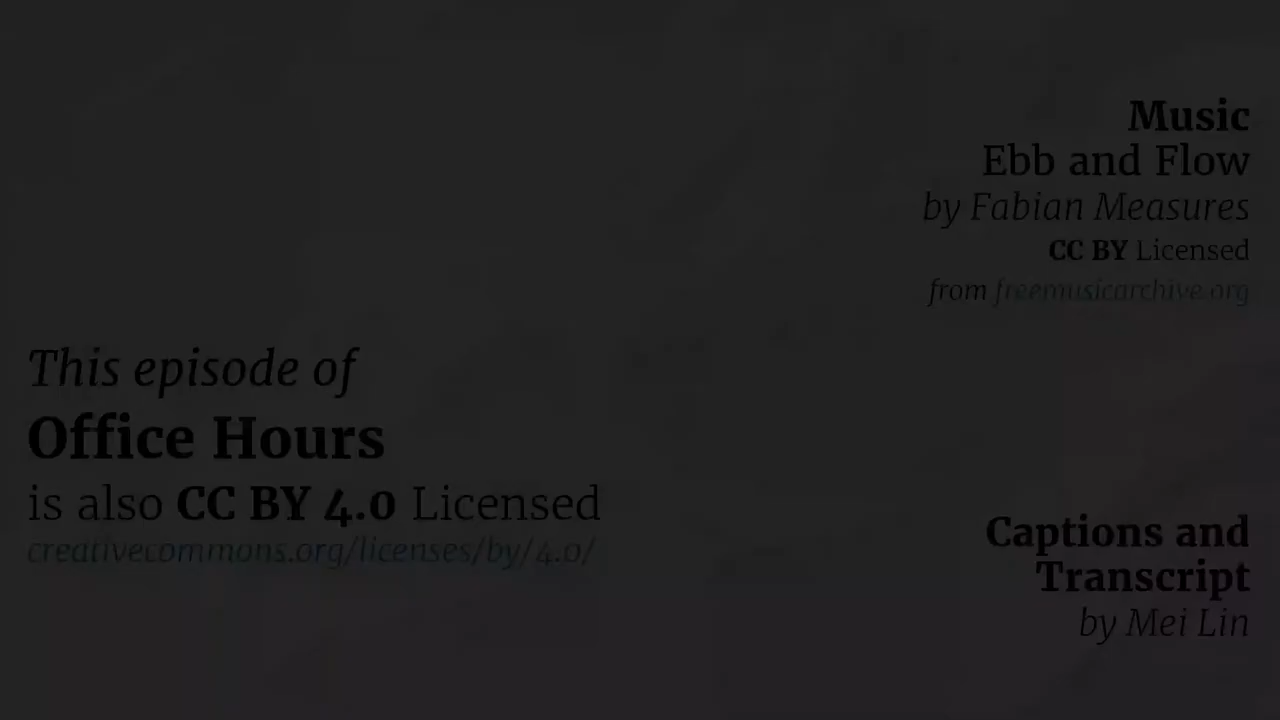 Music
Ebb and Flow
by Fabian Measures
CC BY Licensed
from freemusicarchive.org
This episode of
Office Hours
is also CC BY 4.0 Licensed
creativecommons.org/licenses/by/4.0/
Captions and
Transcript
by Mei Lin